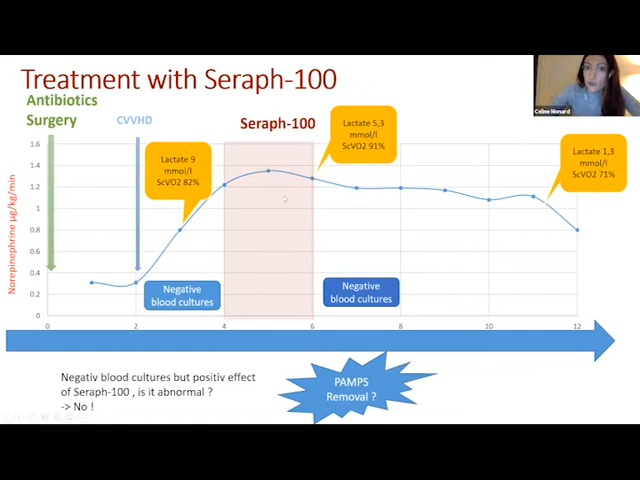 Treatment with Seraph-100
Antibiotics
Surgery
CVVHD
Seraph-100
Lactate 9
mmol/l
ScVO2 82%
Lactate 5,3
mmol/l
ScVO2 91%
Lactate 1,3
mmol/l
ScVO2 71%
Celine Monard
Norepinephrine µg/kg/min
1.6
1.4
1.2
1
0.8
0.6
0.4
0.2
0
Negative
blood cultures
Negative
blood cultures
0 2 4 6 8 10 12
Negativ blood cultures but positiv effect
of Seraph-100 , is it abnormal ?
-> No !
PAMPS
Removal ?